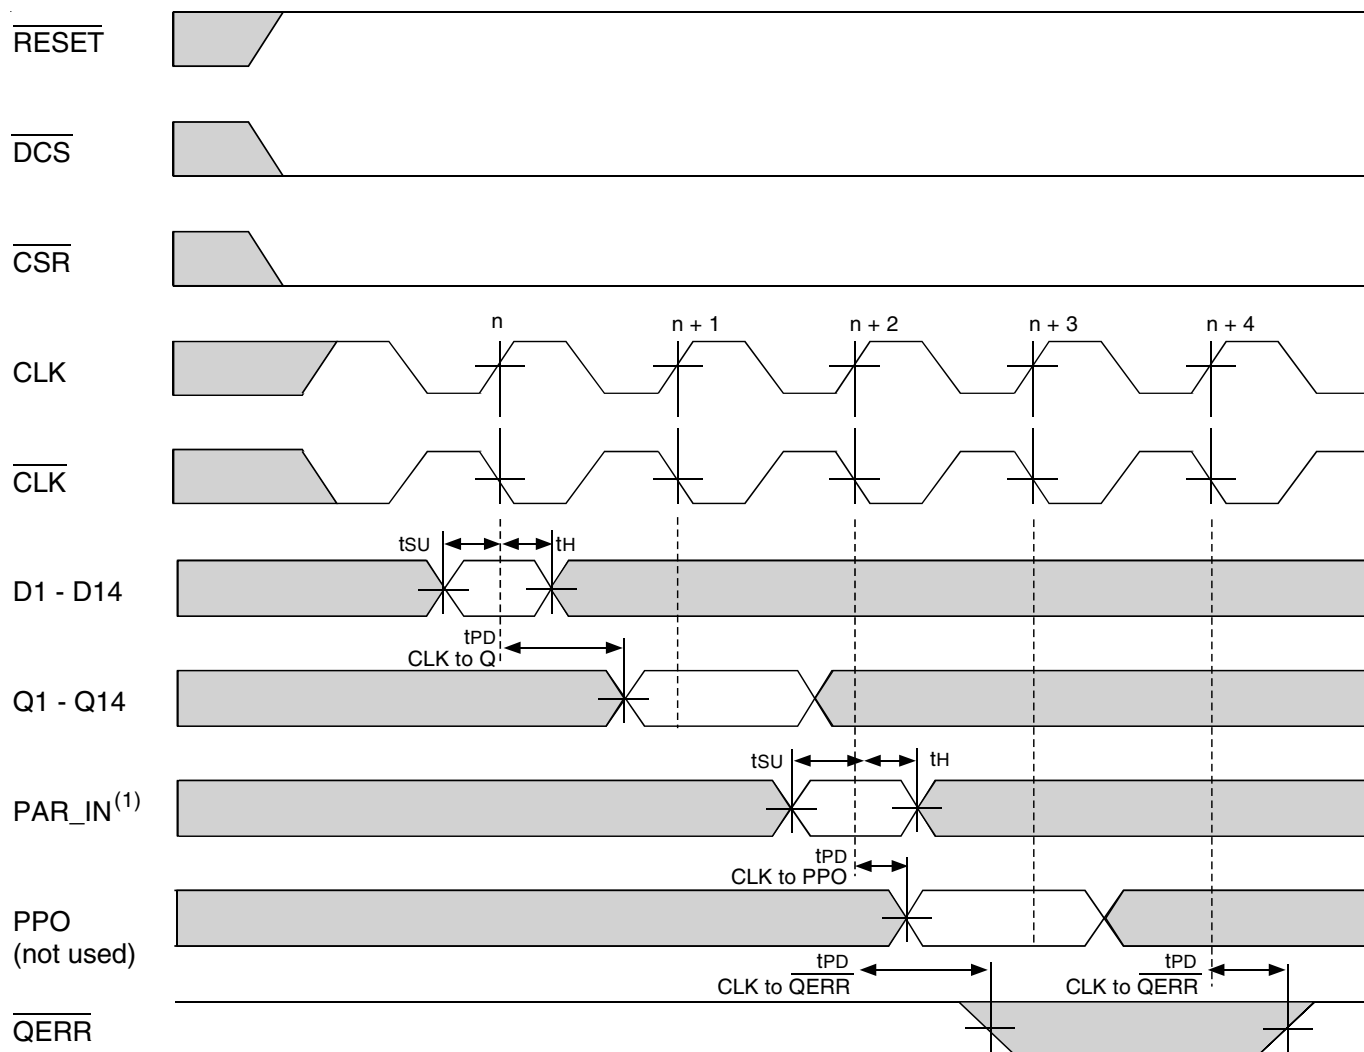 RESET
DCS
CSR
n n + 1 n + 2 n + 3 n + 4
CLK
CLK
tSU tH
D1 - D14
tPD
CLK to Q
Q1 - Q14
tSU tH
PAR_IN(1)
tPD
CLK to PPO
PPO
(not used)
tPD tPD
CLK to QERR CLK to QERR
QERR